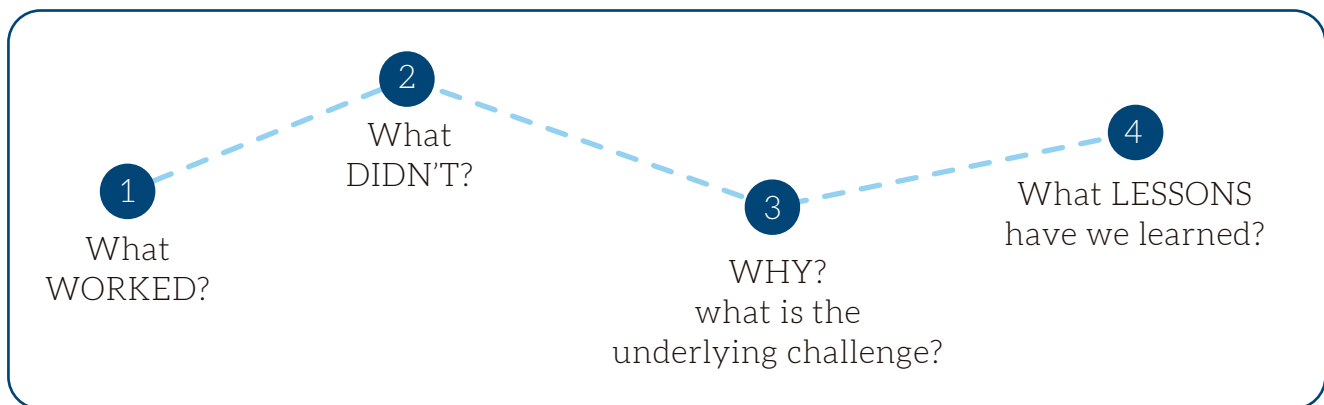 1
What
WORKED?
2
What
DIDN'T?
3
WHY?
what is the
underlying challenge?
4
What LESSONS
have we learned?